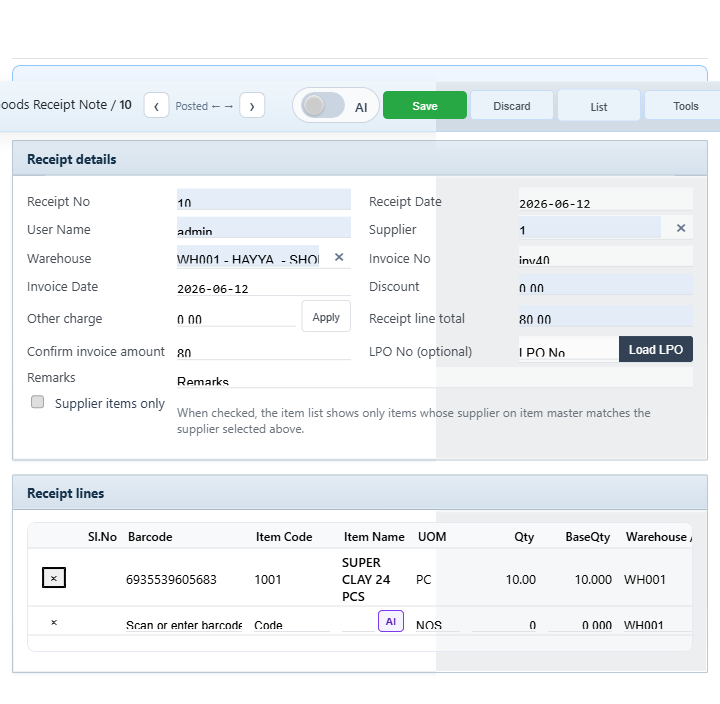 oods Receipt Note / 10
‹
Posted ← →
›
AI
Save
Discard
List
Tools
Receipt details
Receipt No
10
Receipt Date
2026-06-12
User Name
admin
Supplier
1
×
Warehouse
WH001 - HAYYA - SHO
×
Invoice No
inv40
Invoice Date
2026-06-12
Discount
0.00
Other charge
0.00
Apply
Receipt line total
80.00
Confirm invoice amount
80
LPO No (optional)
LPO No
Load LPO
Remarks
Remarks
Supplier items only
When checked, the item list shows only items whose supplier on item master matches the
supplier selected above.
Receipt lines
Sl.No Barcode Item Code Item Name UOM Qty BaseQty Warehouse /
× 6935539605683 1001 SUPER CLAY 24 PCS PC 10.00 10.000 WH001
× Scan or enter barcode Code AI NOS 0 0.000 WH001